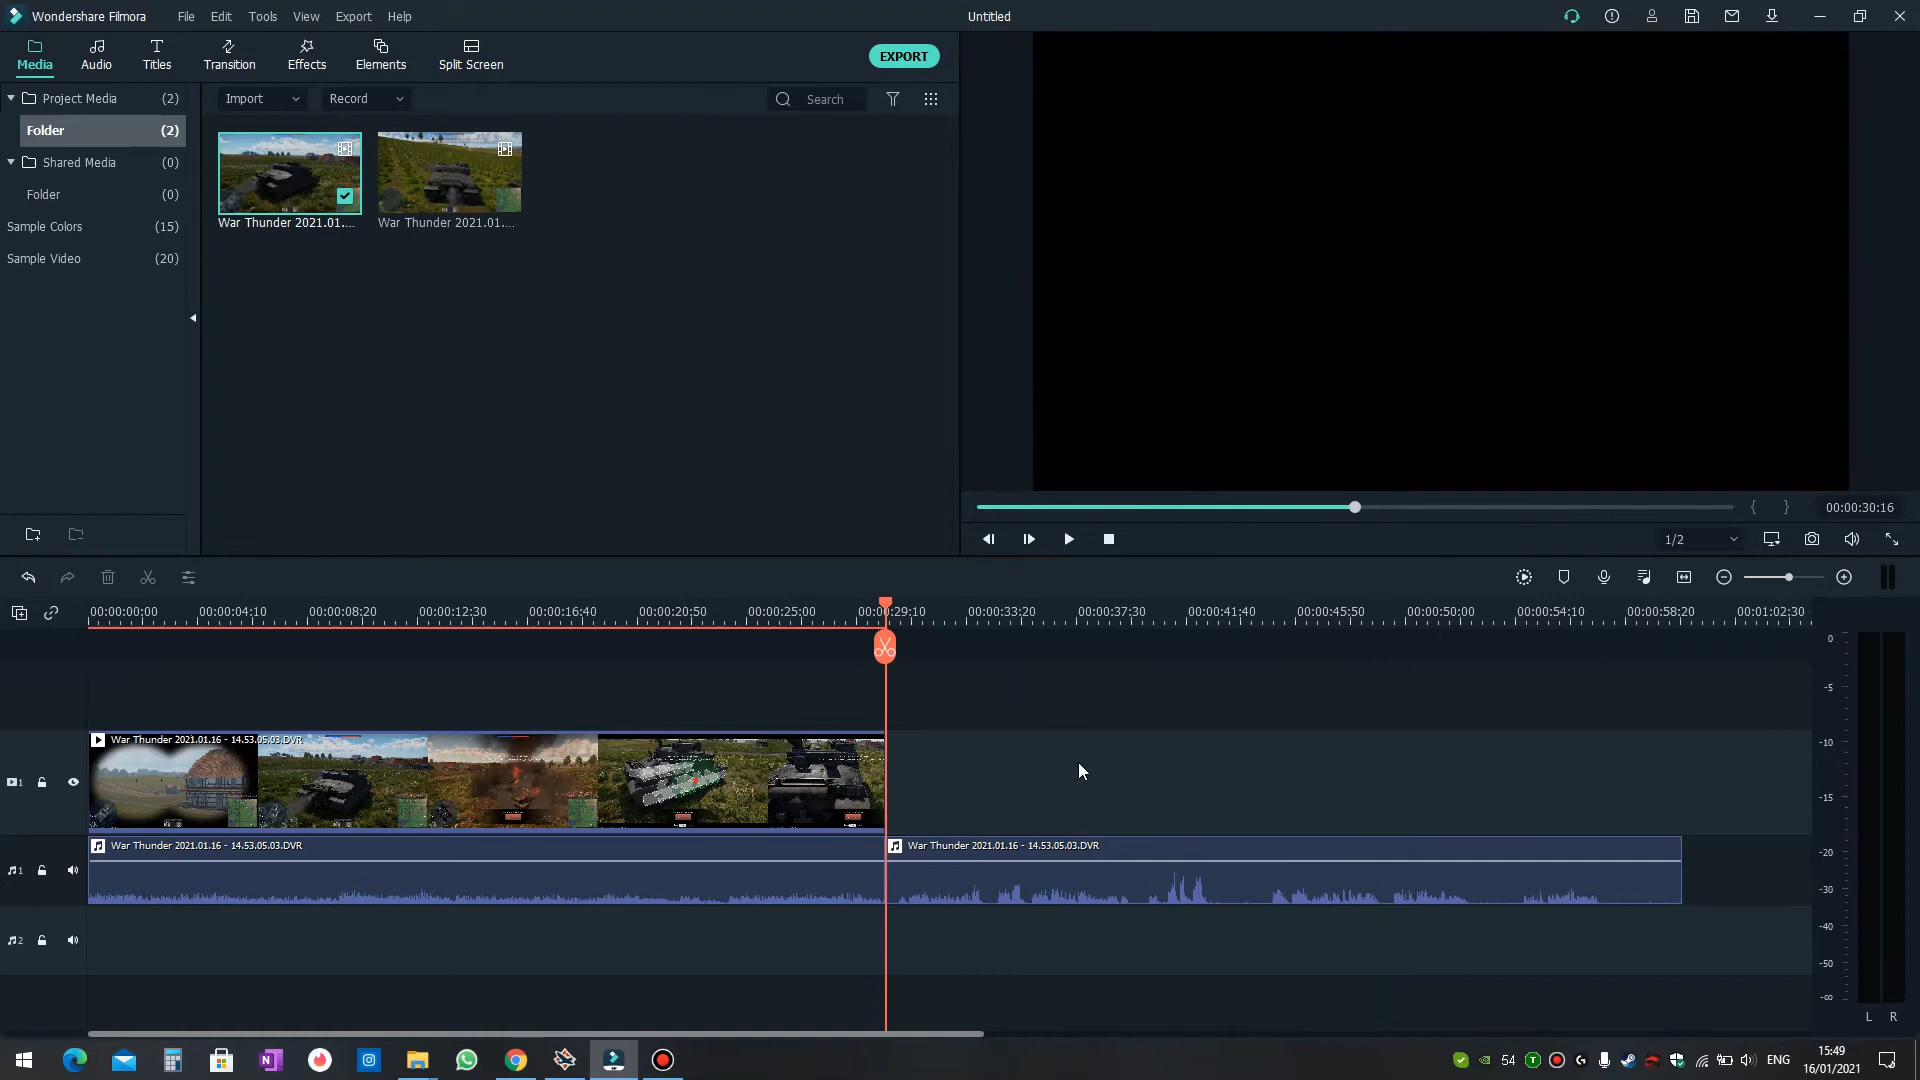 Wondershare Filmora File Edit Tools View Export Help Untitled
Media Audio Titles Transition Effects Elements Split Screen EXPORT
Project Media (2) Import Record Search
Folder (2)
Shared Media (0)
Folder (0)
Sample Colors (15)
Sample Video (20)
War Thunder 2021.01.... War Thunder 2021.01....
{ } 00:00:30:16
1/2
00:00:00:00 00:00:04:10 00:00:08:20 00:00:12:30 00:00:16:40 00:00:20:50 00:00:25:00 00:00:29:10 00:00:33:20 00:00:37:30 00:00:41:40 00:00:45:50 00:00:50:00 00:00:54:10 00:00:58:20 00:01:02:30
0
-5
-10
-15
-20
-30
-40
-50
-∞
L R
1 War Thunder 2021.01.16 - 14.53.05.03.DVR
1 War Thunder 2021.01.16 - 14.53.05.03.DVR War Thunder 2021.01.16 - 14.53.05.03.DVR
2
54 ENG 15:49
16/01/2021